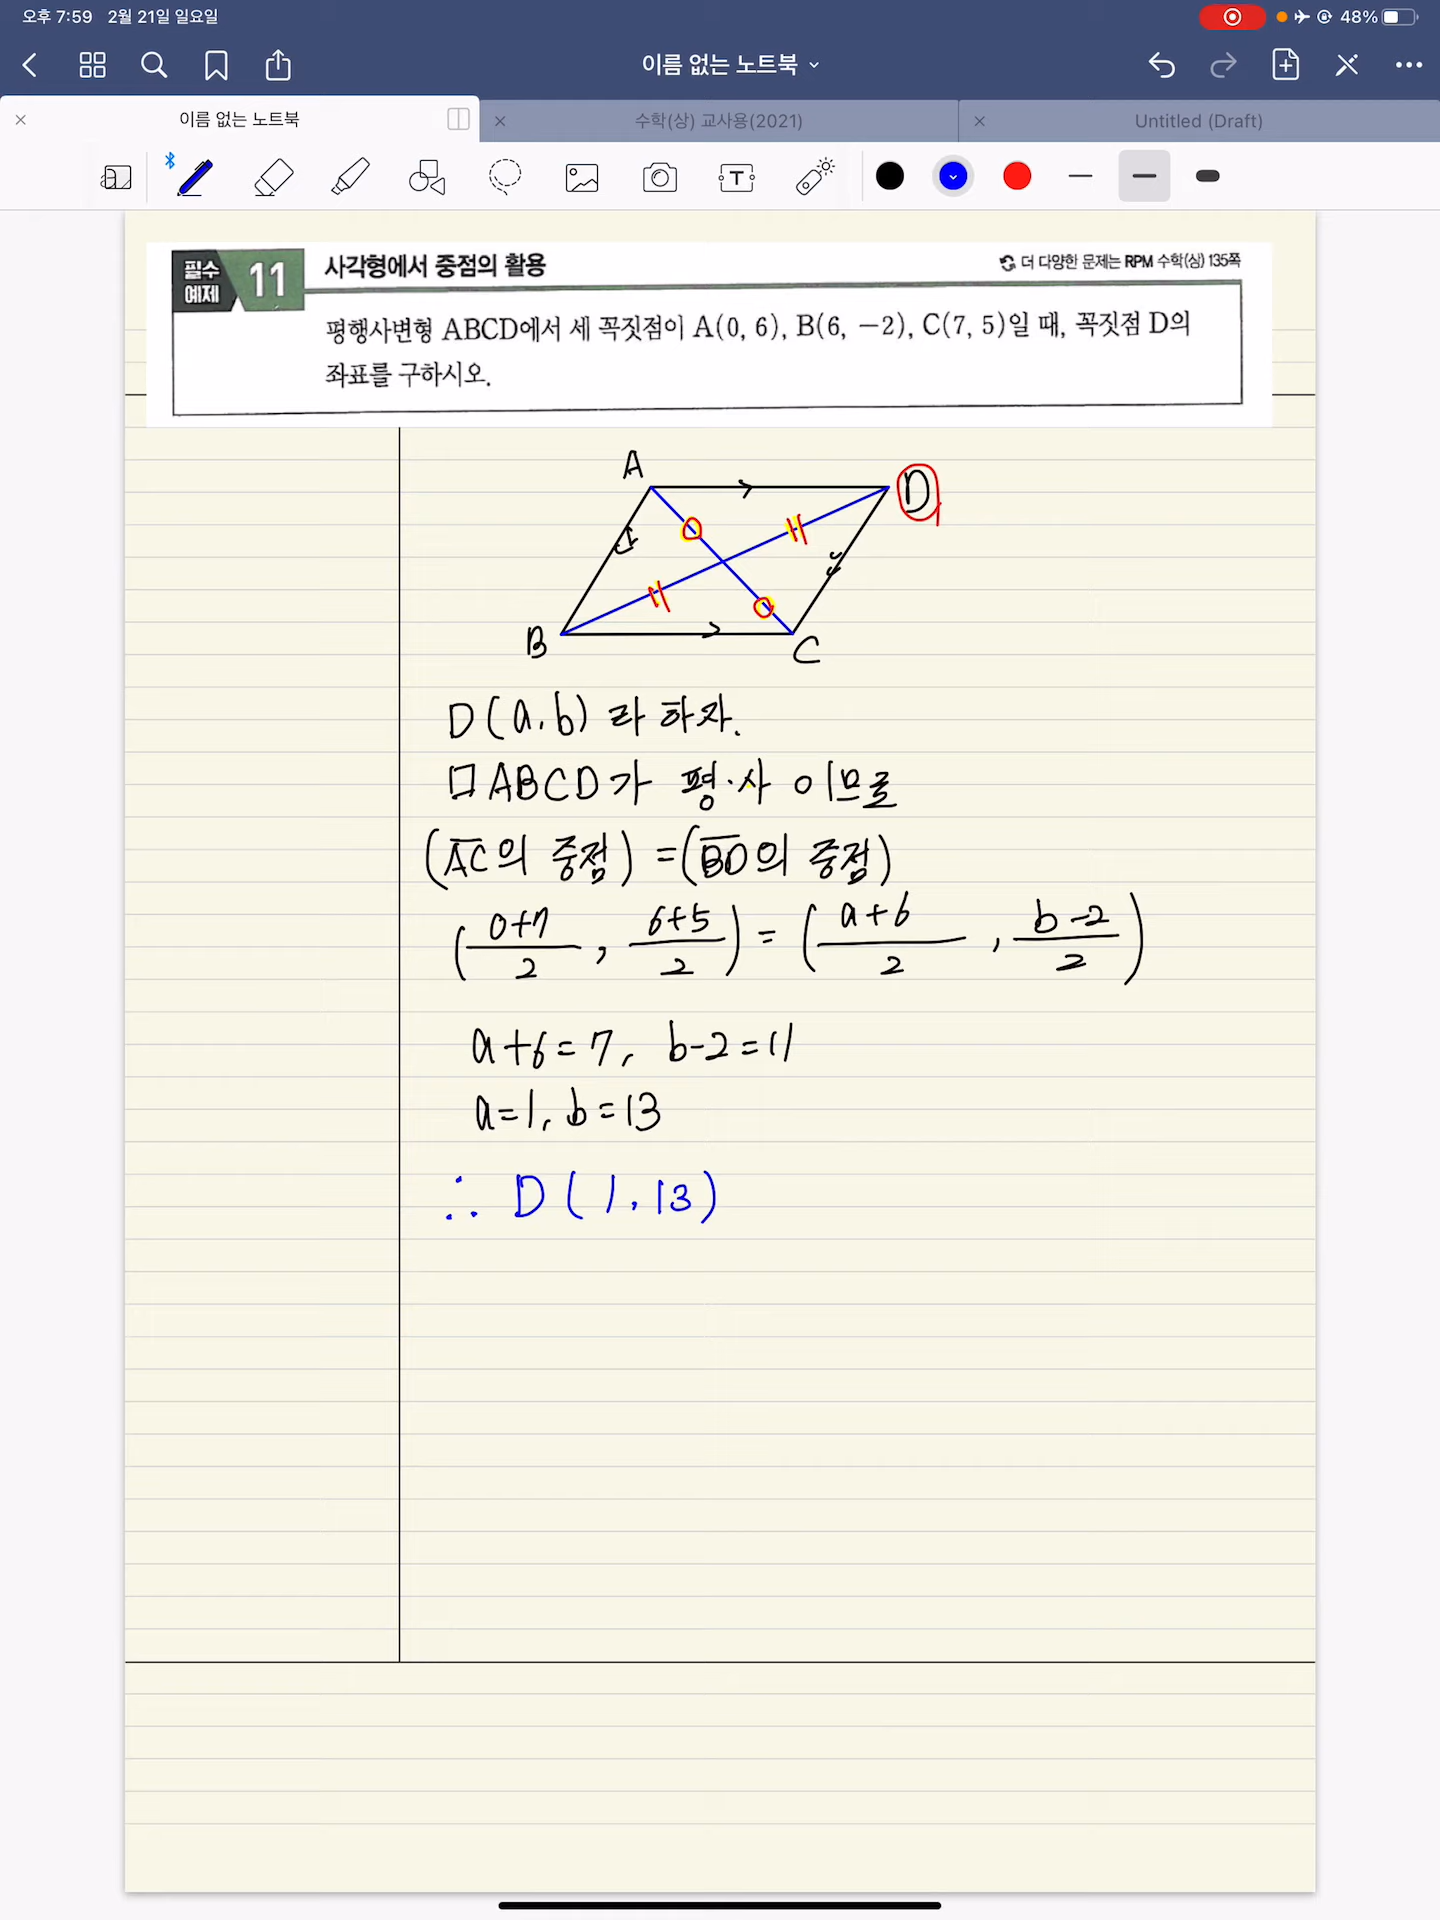 오후 7:59 2월 21일 일요일
48%
이름 없는 노트북
이름 없는 노트북
수학(상) 교사용(2021)
Untitled (Draft)
T
필수 예제 11 사각형에서 중점의 활용
더 다양한 문제는 RPM 수학(상) 135쪽
평행사변형 ABCD에서 세 꼭짓점이 A(0, 6), B(6, −2), C(7, 5)일 때, 꼭짓점 D의
좌표를 구하시오.
A D
B C
D(a, b)라 하자.
□ABCD가 평·사 이므로
(A̅C̅의 중점) = (B̅D̅의 중점)
(0+7/2, 6+5/2) = (a+6/2, b-2/2)
a+6=7, b-2=11
a=1, b=13
∴ D(1, 13)